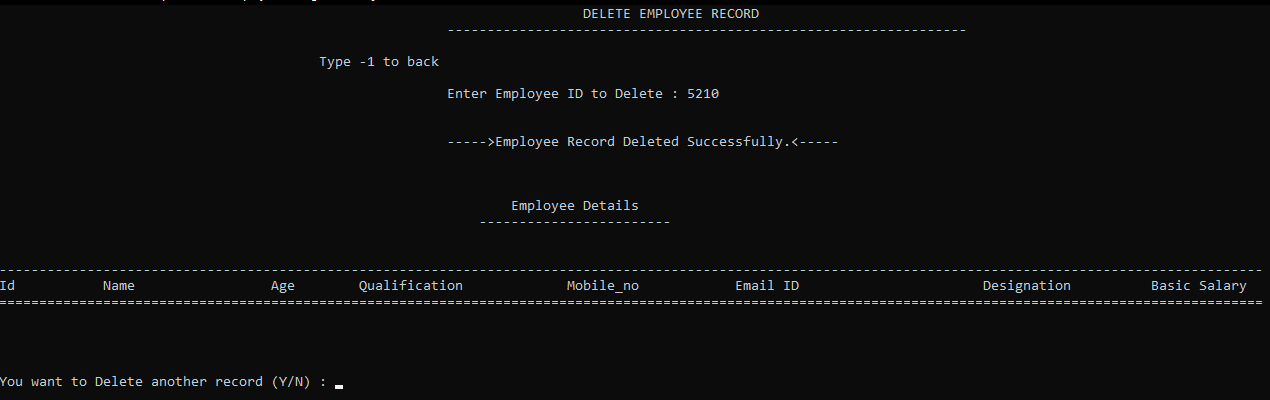 DELETE EMPLOYEE RECORD
-----------------------------------------------------------------
Type -1 to back
Enter Employee ID to Delete : 5210
----->Employee Record Deleted Successfully.<-----
Employee Details
------------------------
--------------------------------------------------------------------------------------------------------------------------------------------------------------
Id Name Age Qualification Mobile_no Email ID Designation Basic Salary
==============================================================================================================================================================
You want to Delete another record (Y/N) :